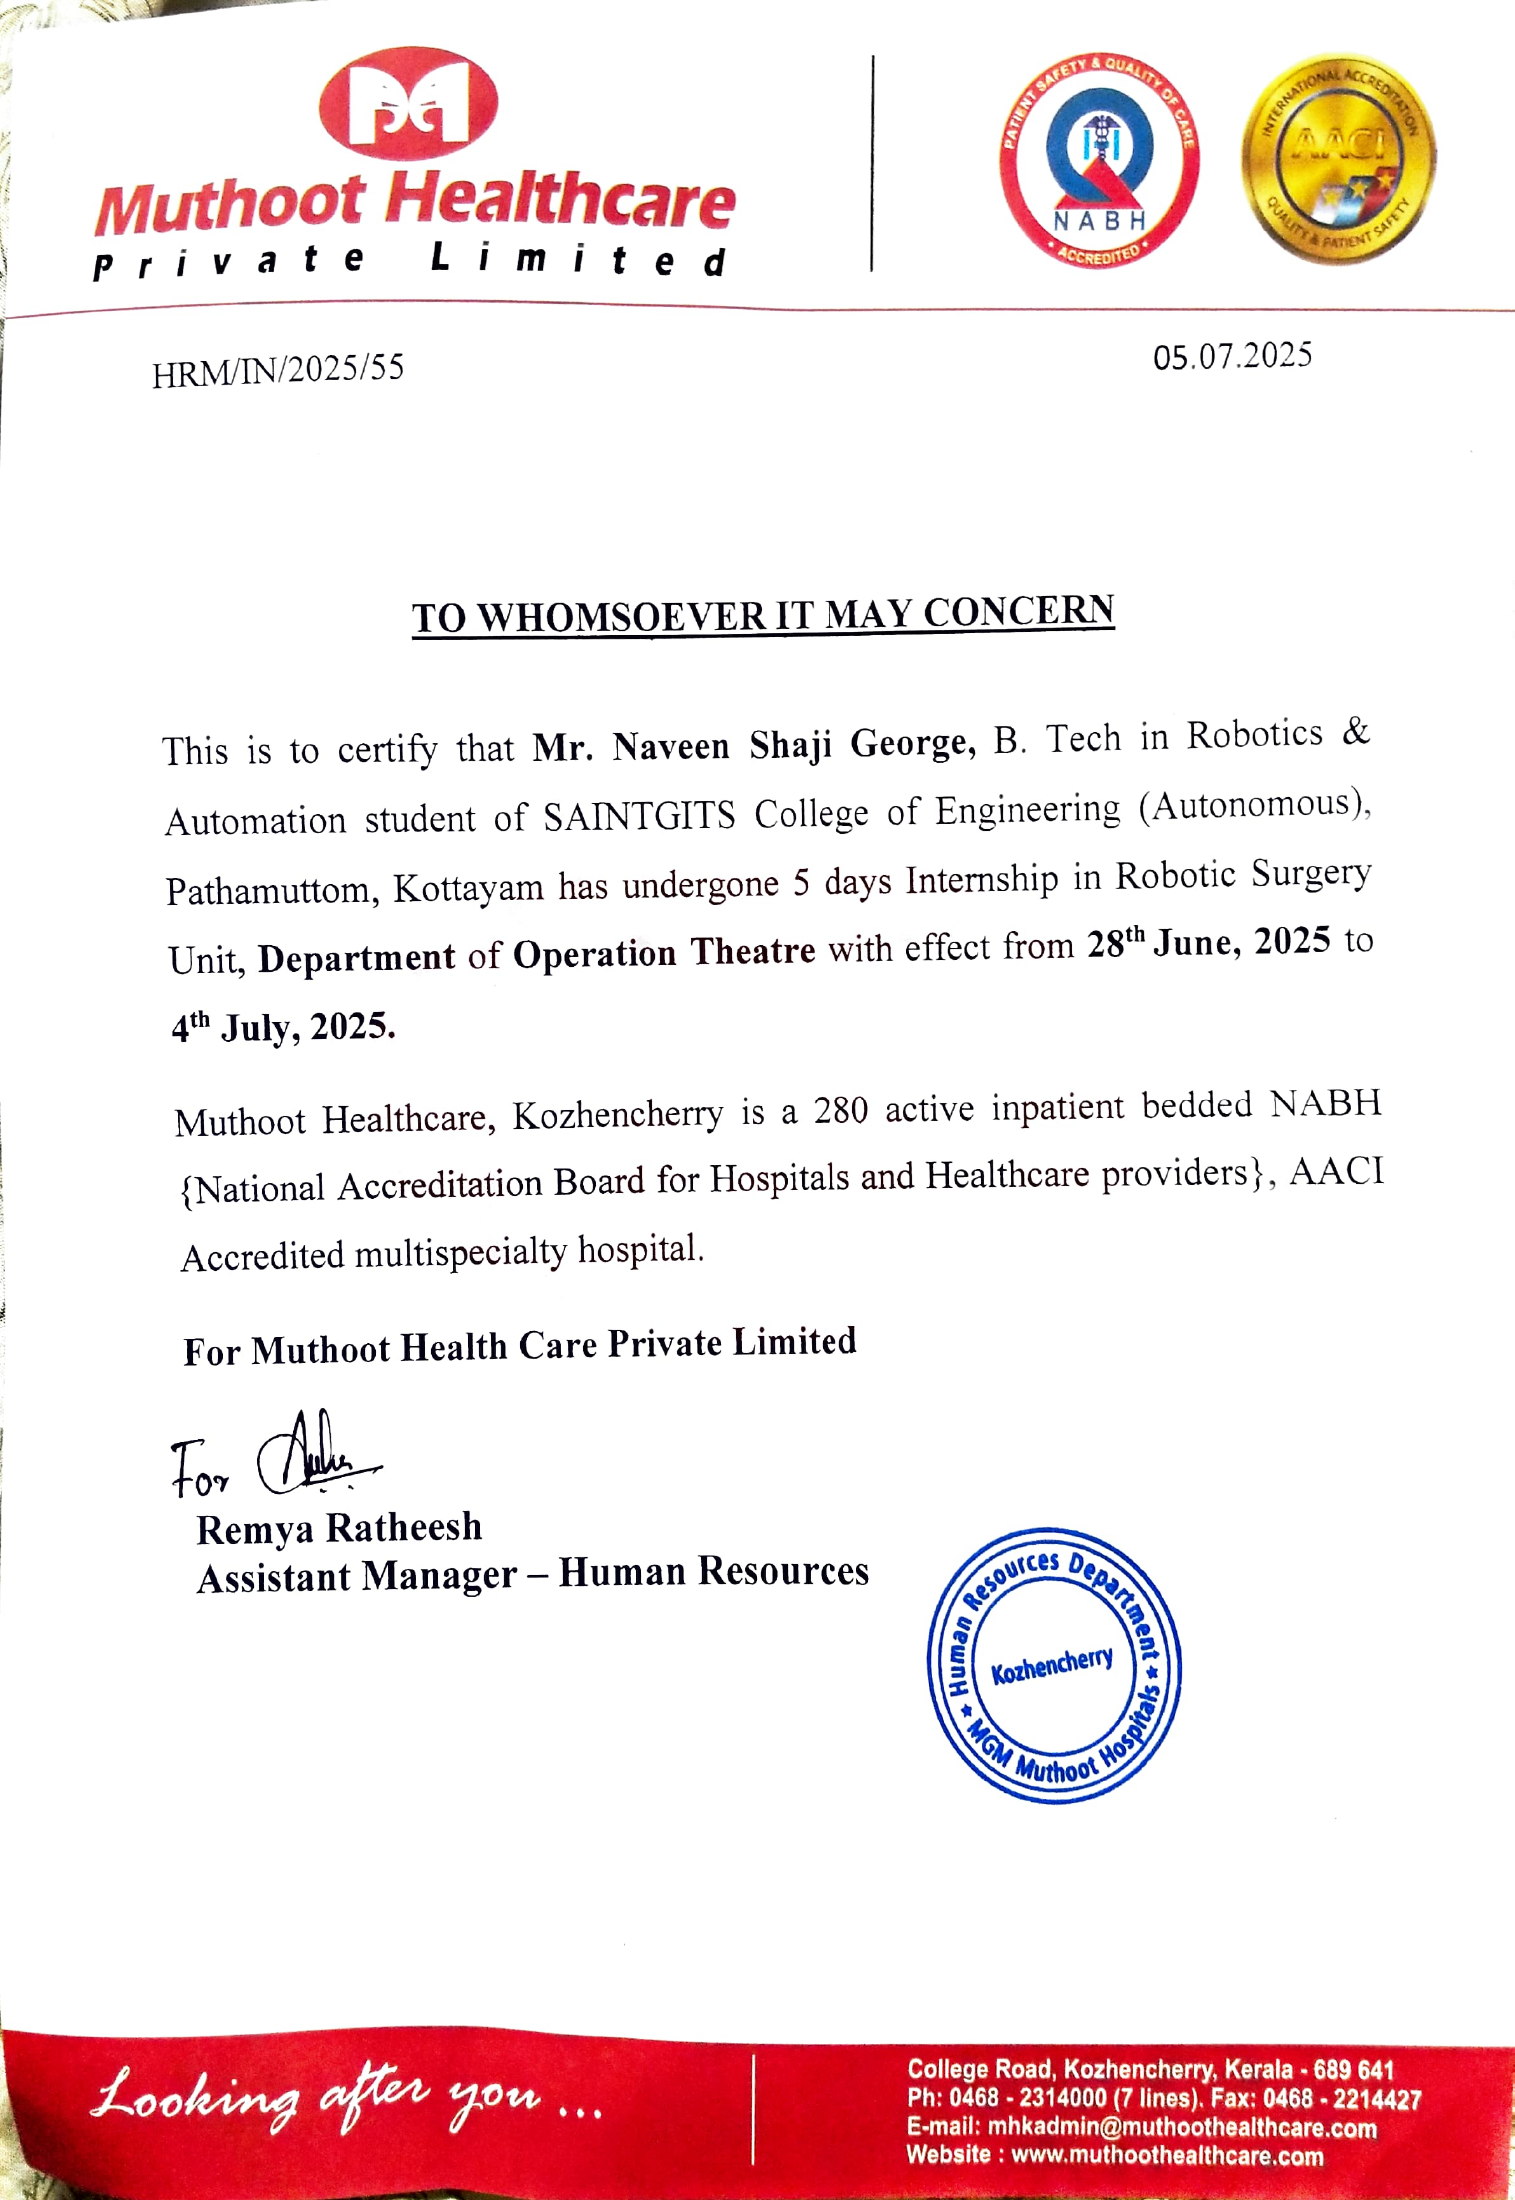 Muthoot Healthcare
Private Limited
PATIENT SAFETY & QUALITY OF CARE
NABH
• ACCREDITED •
INTERNATIONAL ACCREDITATION
AACI
QUALITY & PATIENT SAFETY
HRM/IN/2025/55
05.07.2025
TO WHOMSOEVER IT MAY CONCERN
This is to certify that Mr. Naveen Shaji George, B. Tech in Robotics &
Automation student of SAINTGITS College of Engineering (Autonomous),
Pathamuttom, Kottayam has undergone 5 days Internship in Robotic Surgery
Unit, Department of Operation Theatre with effect from 28th June, 2025 to
4th July, 2025.
Muthoot Healthcare, Kozhencherry is a 280 active inpatient bedded NABH
{National Accreditation Board for Hospitals and Healthcare providers}, AACI
Accredited multispecialty hospital.
For Muthoot Health Care Private Limited
For
Remya Ratheesh
Assistant Manager – Human Resources
★ Human Resources Department ★
Kozhencherry
MGM Muthoot Hospitals
Looking after you ...
College Road, Kozhencherry, Kerala - 689 641
Ph: 0468 - 2314000 (7 lines). Fax: 0468 - 2214427
E-mail: mhkadmin@muthoothealthcare.com
Website : www.muthoothealthcare.com